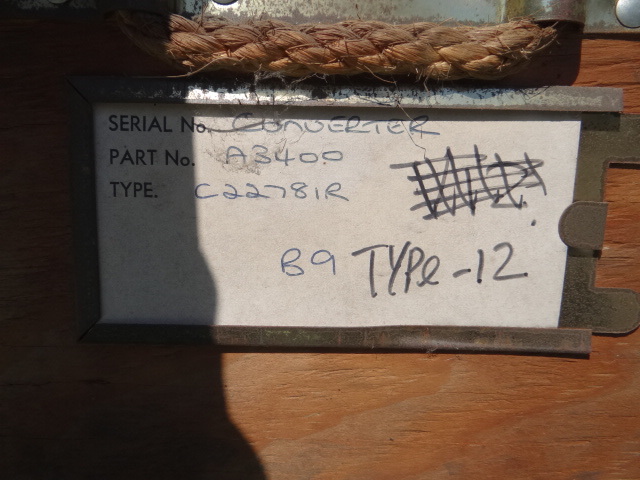 SERIAL No. CONVERTER
PART No. A3400
TYPE. C22781R
B9 TYPe-12